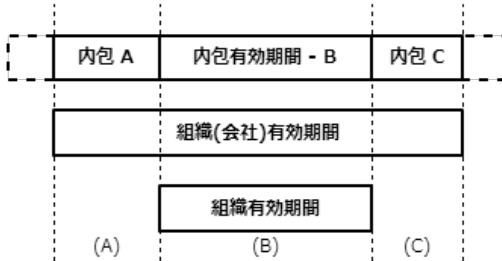 内包 A
内包有効期間 - B
内包 C
組織(会社)有効期間
組織有効期間
(A)
(B)
(C)